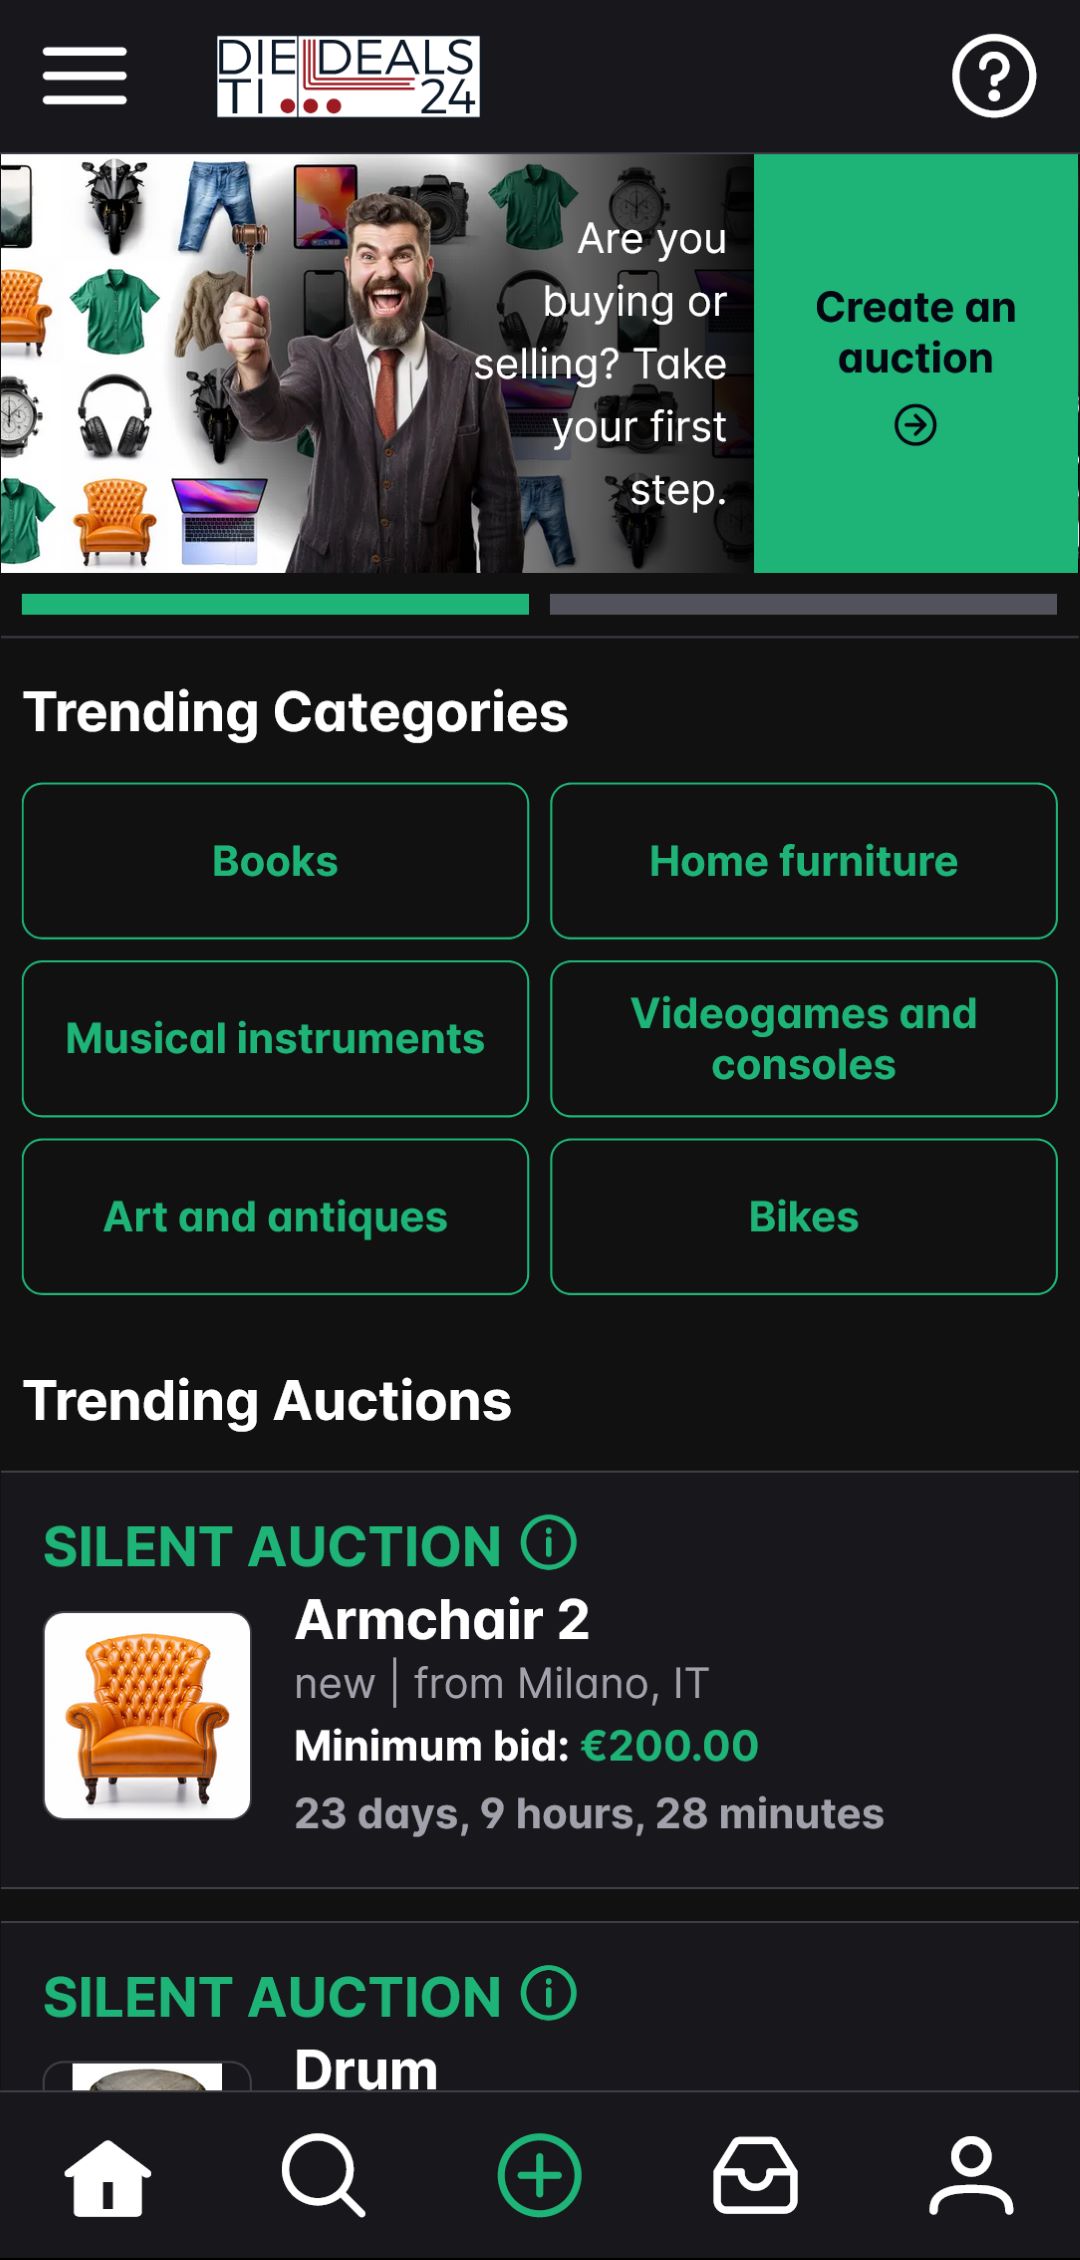 DIE DEALS
TI ... 24
Are you
buying or
selling? Take
your first
step.
Create an
auction
Trending Categories
Books
Home furniture
Musical instruments
Videogames and
consoles
Art and antiques
Bikes
Trending Auctions
SILENT AUCTION
Armchair 2
new | from Milano, IT
Minimum bid: €200.00
23 days, 9 hours, 28 minutes
SILENT AUCTION
Drum